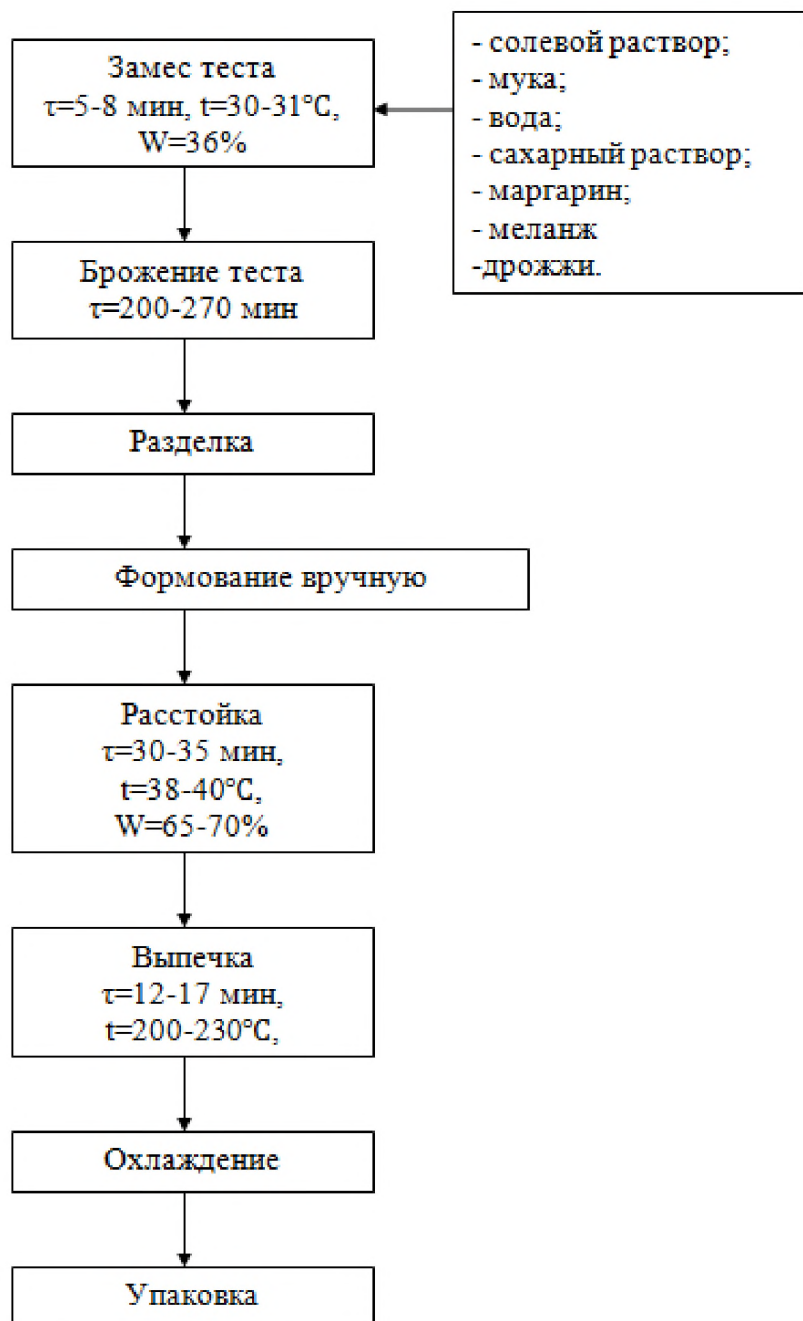 Замес теста
τ=5-8 мин, t=30-31°C,
W=36%
- солевой раствор;
- мука;
- вода;
- сахарный раствор;
- маргарин;
- меланж
-дрожжи.
Брожение теста
τ=200-270 мин
Разделка
Формование вручную
Расстойка
τ=30-35 мин,
t=38-40°C,
W=65-70%
Выпечка
τ=12-17 мин,
t=200-230°C,
Охлаждение
Упаковка